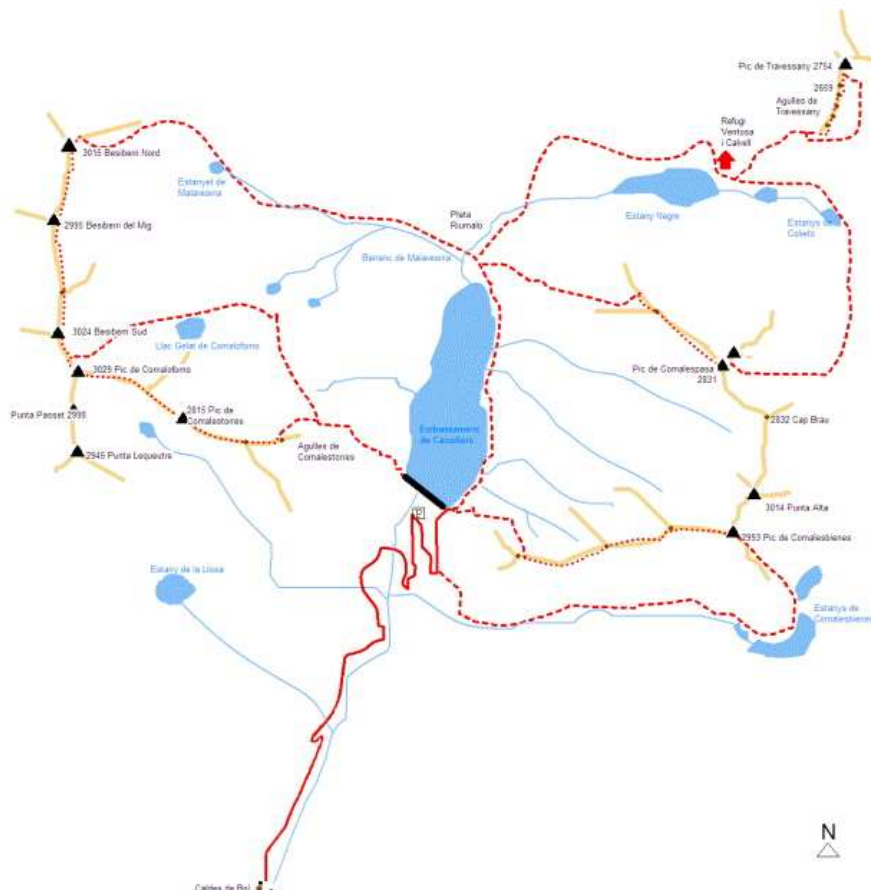 Pic de Travessany 2754
2659
Agulles de
Travessany
Refugi
Ventosa
i Calvell
3015 Besiberri Nord
Estanyet de
Malavesina
Estany Negre
Estanys de
Colieto
Pleta
Riumalo
2995 Besiberri del Mig
Barranc de Malavesina
3024 Besiberri Sud
Llac Gelat de Comaloforno
3029 Pic de Comaloforno
Pic de Comalespasa
2831
Punta Passet 2998
2815 Pic de
Comalestorres
2832 Cap Brau
Embassament
de Cavallers
2945 Punta Lequeutre
Agulles de
Comalestorres
3014 Punta Alta
P
2953 Pic de Comalesbienes
Estany de la Llosa
Estanys de
Comalesbienes
N
Caldes de Boí